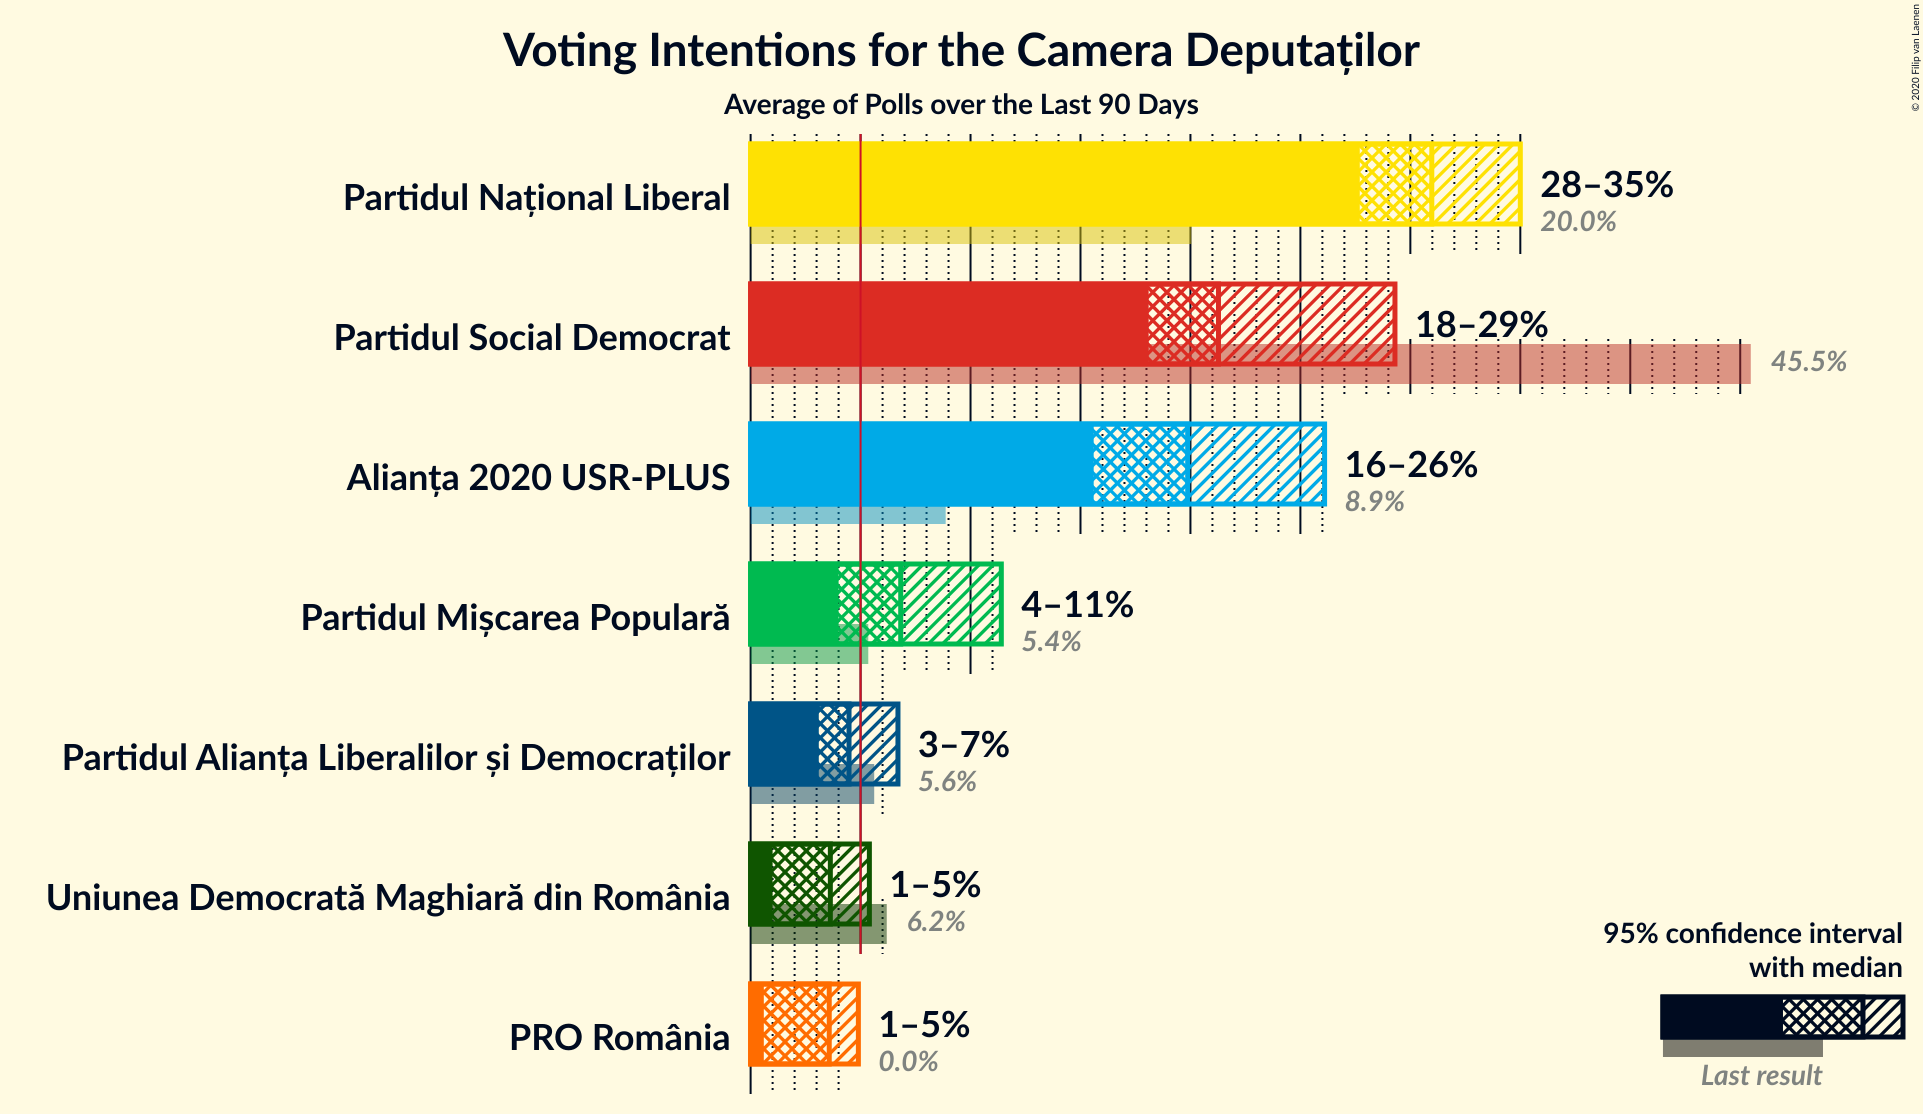 Voting Intentions for the Camera Deputaților
Average of Polls over the Last 90 Days
© 2020 Filip van Laenen
Partidul Național Liberal
28–35%
20.0%
Partidul Social Democrat
18–29%
45.5%
Alianța 2020 USR-PLUS
16–26%
8.9%
Partidul Mișcarea Populară
4–11%
5.4%
Partidul Alianța Liberalilor și Democraților
3–7%
5.6%
Uniunea Democrată Maghiară din România
1–5%
6.2%
PRO România
1–5%
0.0%
95% confidence interval
with median
Last result